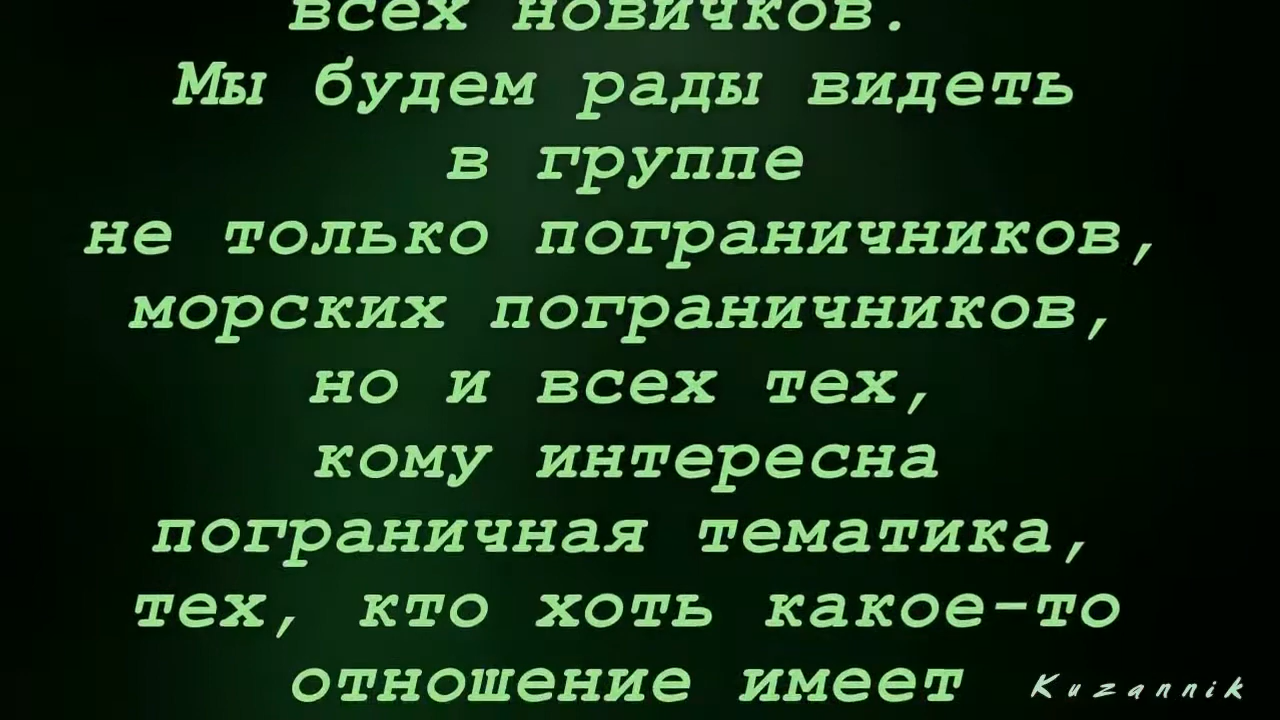 всех новичков.
Мы будем рады видеть
в группе
не только пограничников,
морских пограничников,
но и всех тех,
кому интересна
пограничная тематика,
тех, кто хоть какое-то
отношение имеет
Kuzannik